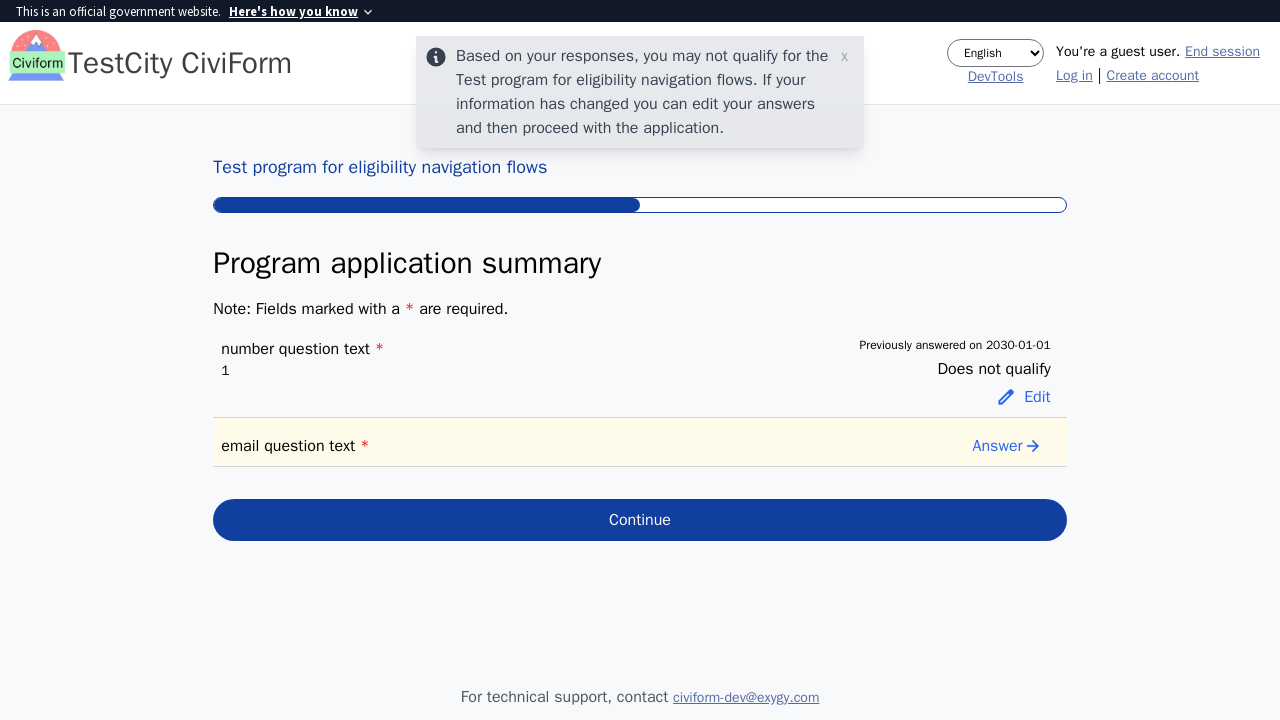 This is an official government website. Here's how you know
Civiform
TestCity CiviForm
Based on your responses, you may not qualify for the
Test program for eligibility navigation flows. If your
information has changed you can edit your answers
and then proceed with the application.
x
English
DevTools
You're a guest user. End session
Log in | Create account
Test program for eligibility navigation flows
Program application summary
Note: Fields marked with a * are required.
number question text *
1
Previously answered on 2030-01-01
Does not qualify
Edit
email question text *
Answer
Continue
For technical support, contact civiform-dev@exygy.com